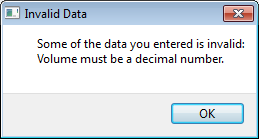 Invalid Data
Some of the data you entered is invalid:
Volume must be a decimal number.
OK